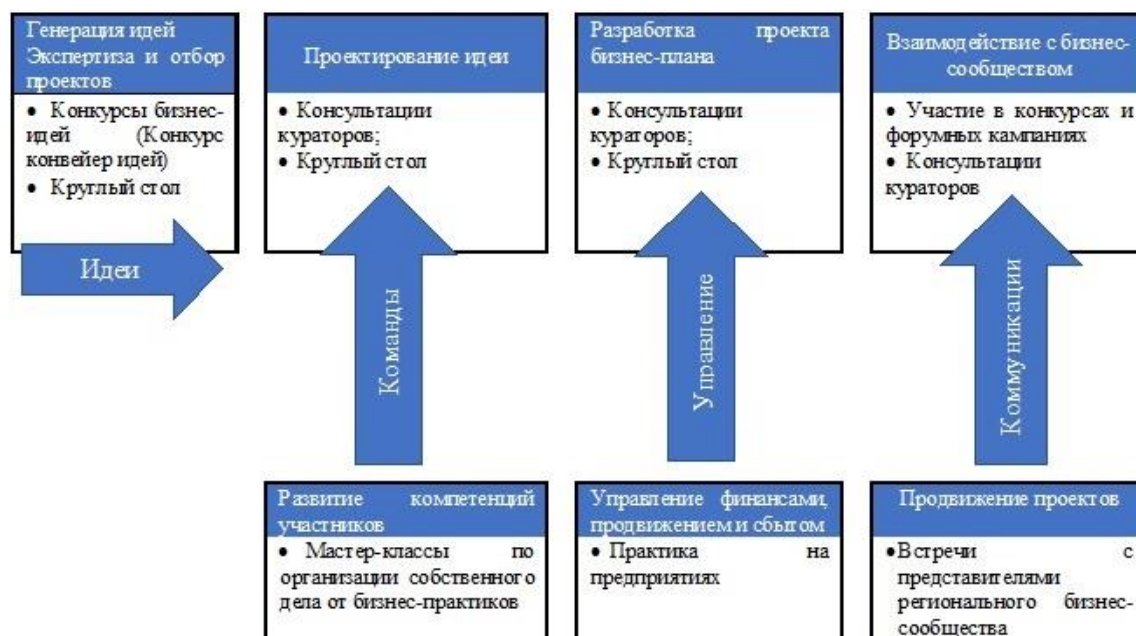 Генерация идей
Экспертиза и отбор
проектов
• Конкурсы бизнес-
идей (Конкурс
конвейер идей)
• Круглый стол
Идеи
Проектирование идеи
• Консультации
кураторов;
• Круглый стол
Разработка проекта
бизнес-плана
• Консультации
кураторов;
• Круглый стол
Взаимодействие с бизнес-
сообществом
• Участие в конкурсах и
форумных кампаниях
• Консультации
кураторов
Команды
Управление
Коммуникации
Развитие компетенций
участников
• Мастер-классы по
организации собственного
дела от бизнес-практиков
Управление финансами,
продвижением и сбытом
• Практика на
предприятиях
Продвижение проектов
•Встречи с
представителями
регионального бизнес-
сообщества